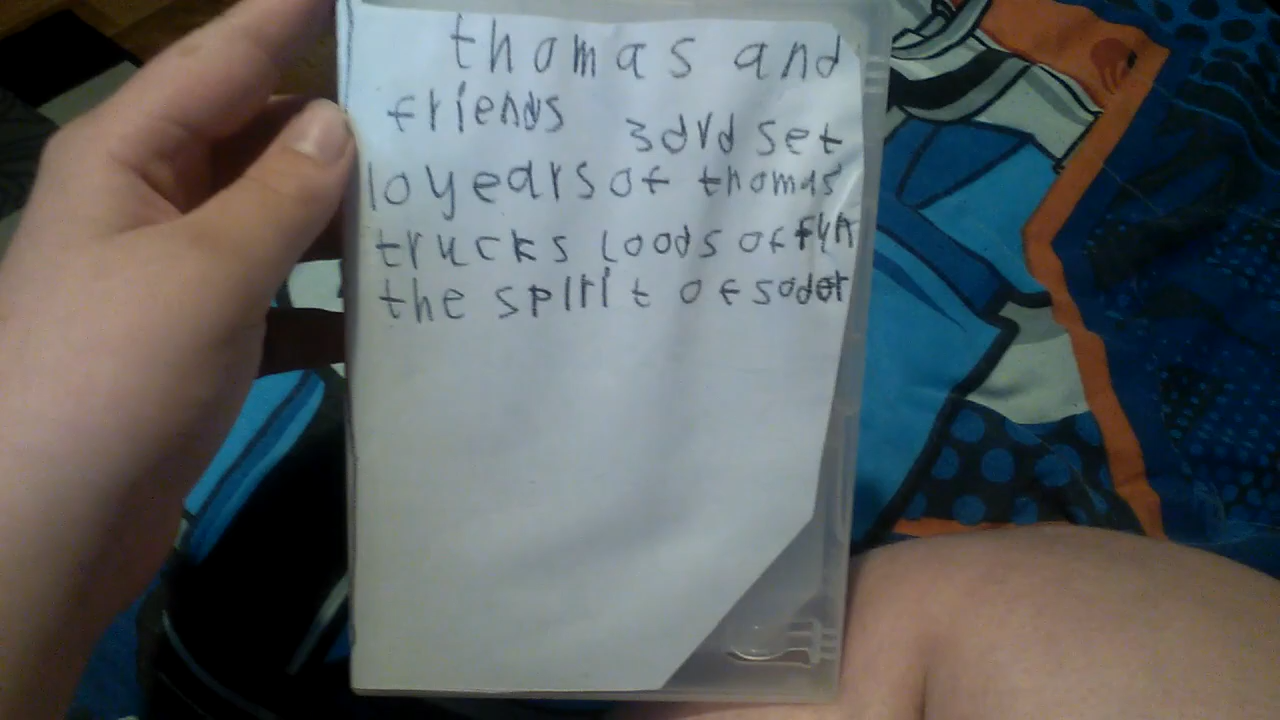 thomas and
friends 3dvd set
10 years of thomas
trucks loads of fun
the spirit of sodor